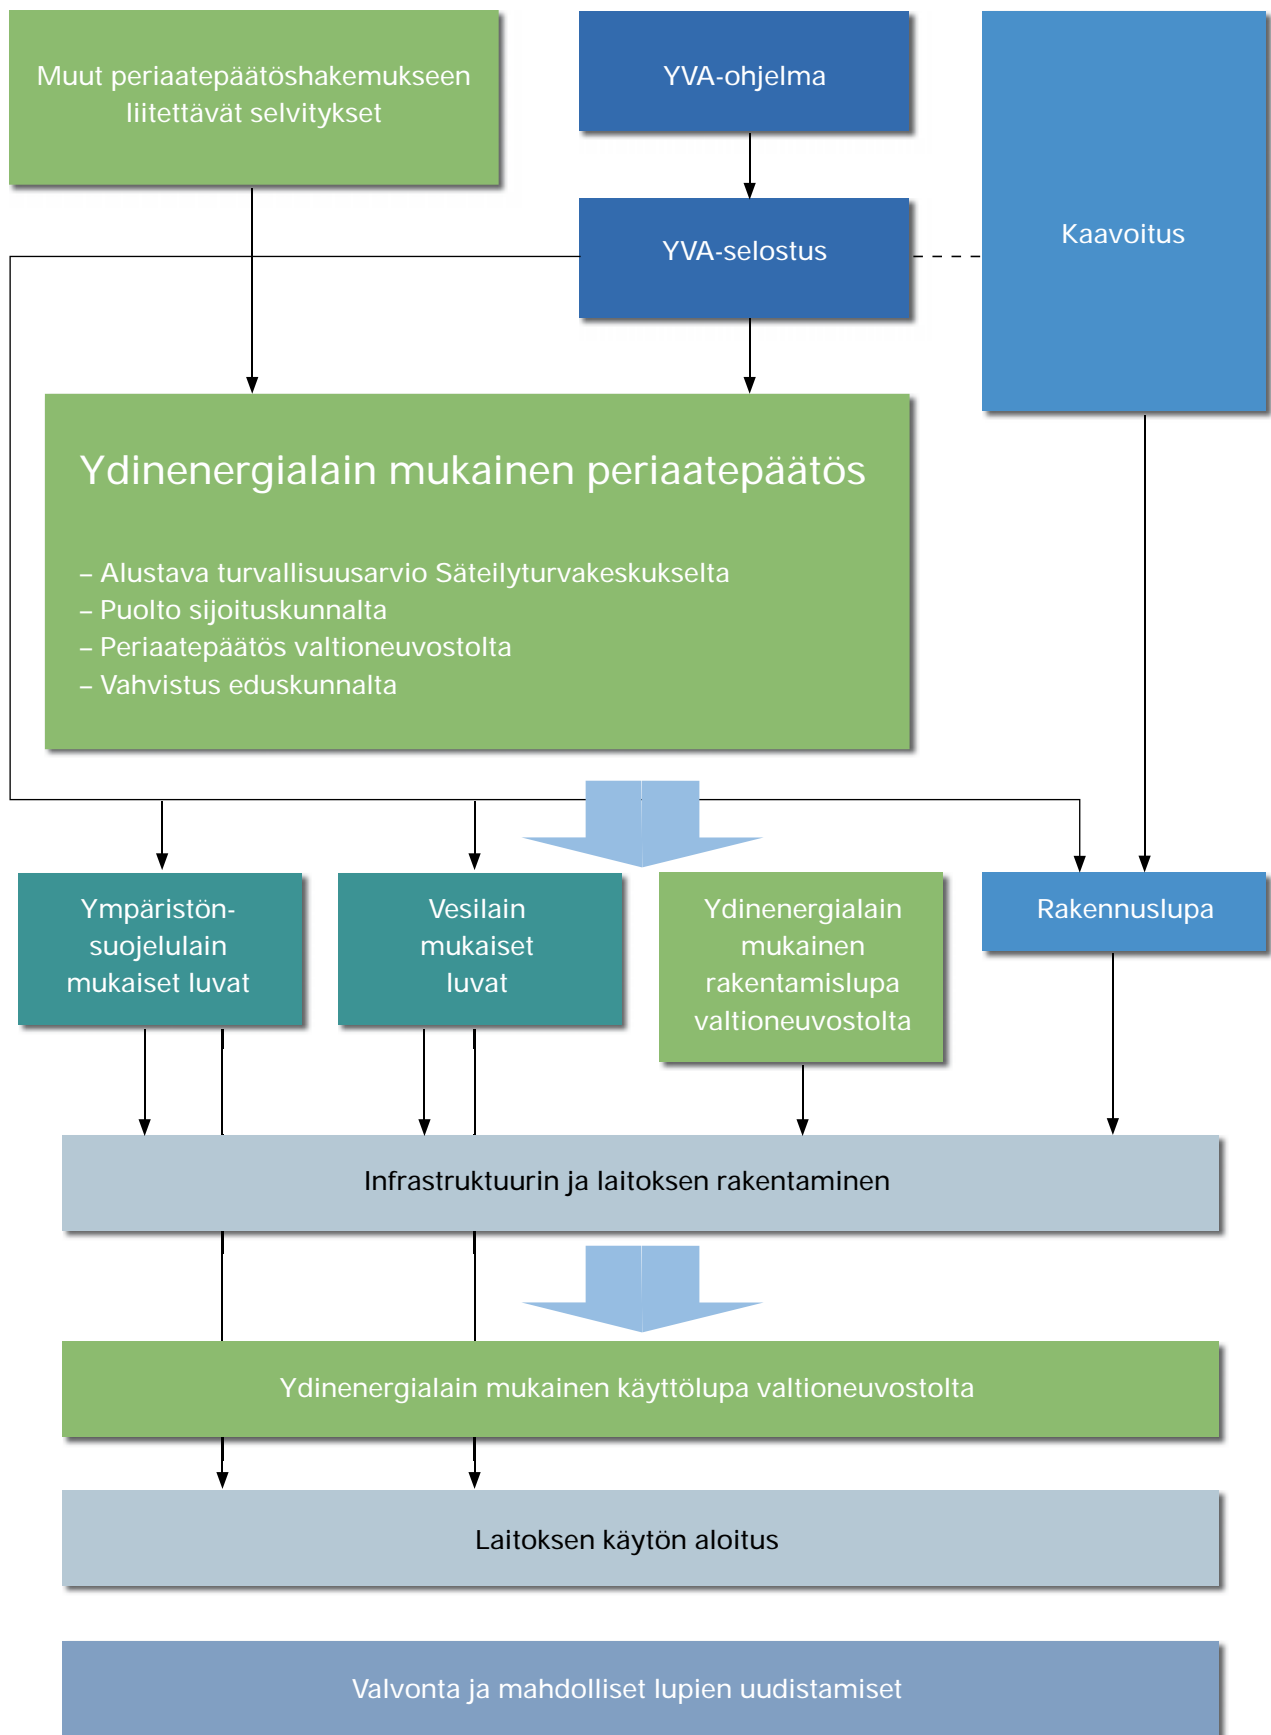 Muut periaatepäätöshakemukseen
liitettävät selvitykset
YVA-ohjelma
Kaavoitus
YVA-selostus
Ydinenergialain mukainen periaatepäätös
– Alustava turvallisuusarvio Säteilyturvakeskukselta
– Puolto sijoituskunnalta
– Periaatepäätös valtioneuvostolta
– Vahvistus eduskunnalta
Ympäristön-
suojelulain
mukaiset luvat
Vesilain
mukaiset
luvat
Ydinenergialain
mukainen
rakentamislupa
valtioneuvostolta
Rakennuslupa
Infrastruktuurin ja laitoksen rakentaminen
Ydinenergialain mukainen käyttölupa valtioneuvostolta
Laitoksen käytön aloitus
Valvonta ja mahdolliset lupien uudistamiset